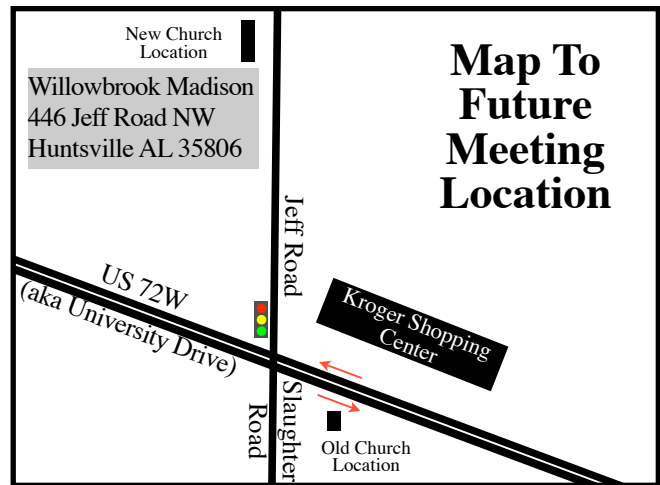 New Church
Location
Willowbrook Madison
446 Jeff Road NW
Huntsville AL 35806
Map To
Future
Meeting
Location
Jeff Road
US 72W
(aka University Drive)
Kroger Shopping
Center
Slaughter
Road
Old Church
Location